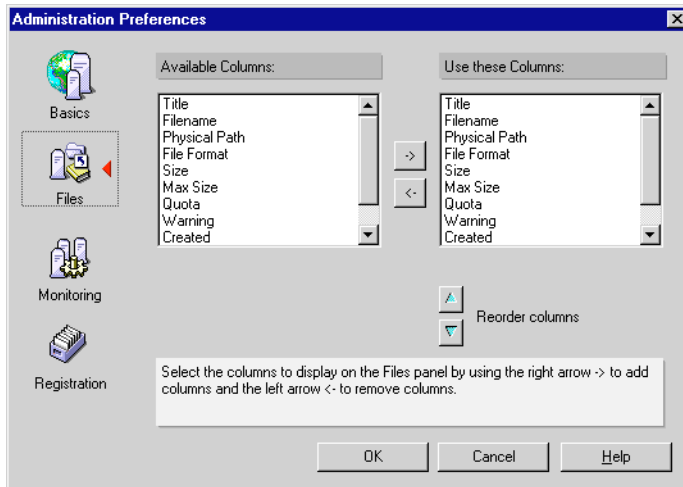 Administration Preferences
Basics
Files
Monitoring
Registration
Available Columns:
Title
Filename
Physical Path
File Format
Size
Max Size
Quota
Warning
Created
->
<-
Use these Columns:
Title
Filename
Physical Path
File Format
Size
Max Size
Quota
Warning
Created
Reorder columns
Select the columns to display on the Files panel by using the right arrow -> to add
columns and the left arrow <- to remove columns.
OK
Cancel
Help